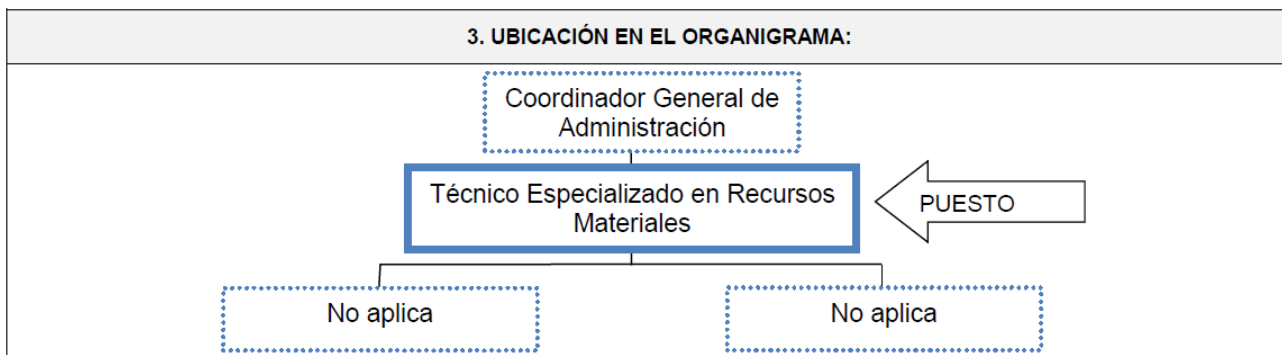 3. UBICACIÓN EN EL ORGANIGRAMA:
Coordinador General de
Administración
Técnico Especializado en Recursos
Materiales
PUESTO
No aplica
No aplica